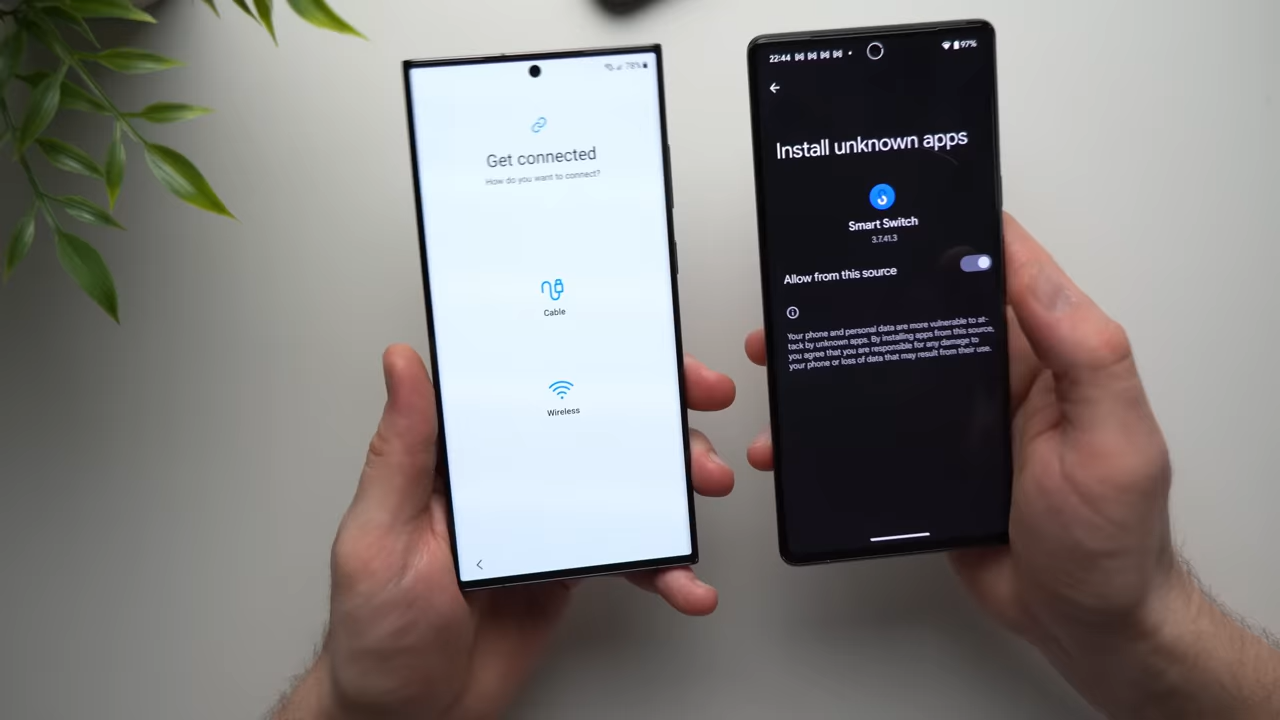 78%
Get connected
How do you want to connect?
Cable
Wireless
22:44
97%
Install unknown apps
Smart Switch
3.7.41.3
Allow from this source
Your phone and personal data are more vulnerable to at-
tack by unknown apps. By installing apps from this source,
you agree that you are responsible for any damage to
your phone or loss of data that may result from their use.